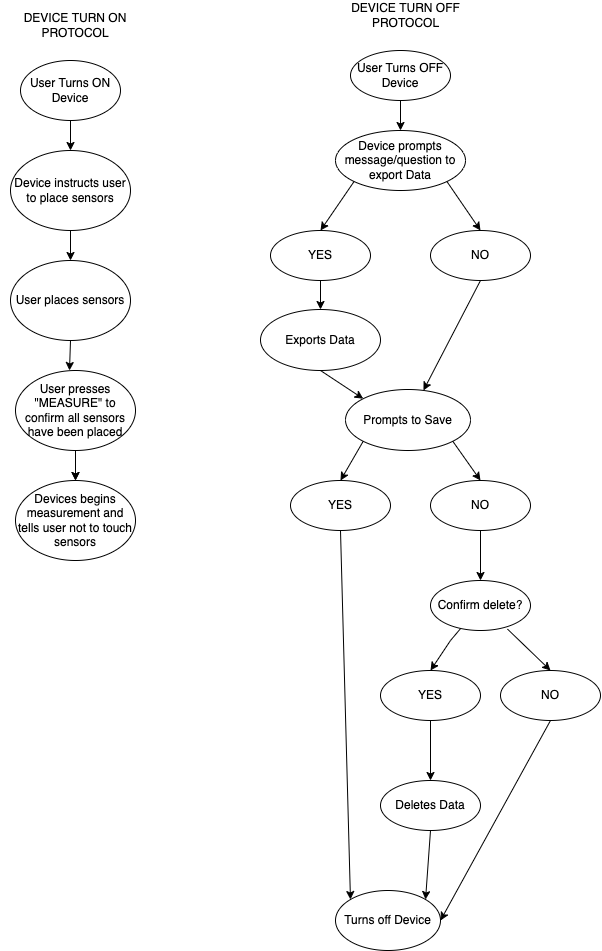 DEVICE TURN ON
PROTOCOL
User Turns ON
Device
Device instructs user
to place sensors
User places sensors
User presses
"MEASURE" to
confirm all sensors
have been placed
Devices begins
measurement and
tells user not to touch
sensors
DEVICE TURN OFF
PROTOCOL
User Turns OFF
Device
Device prompts
message/question to
export Data
YES
NO
Exports Data
Prompts to Save
YES
NO
Confirm delete?
YES
NO
Deletes Data
Turns off Device